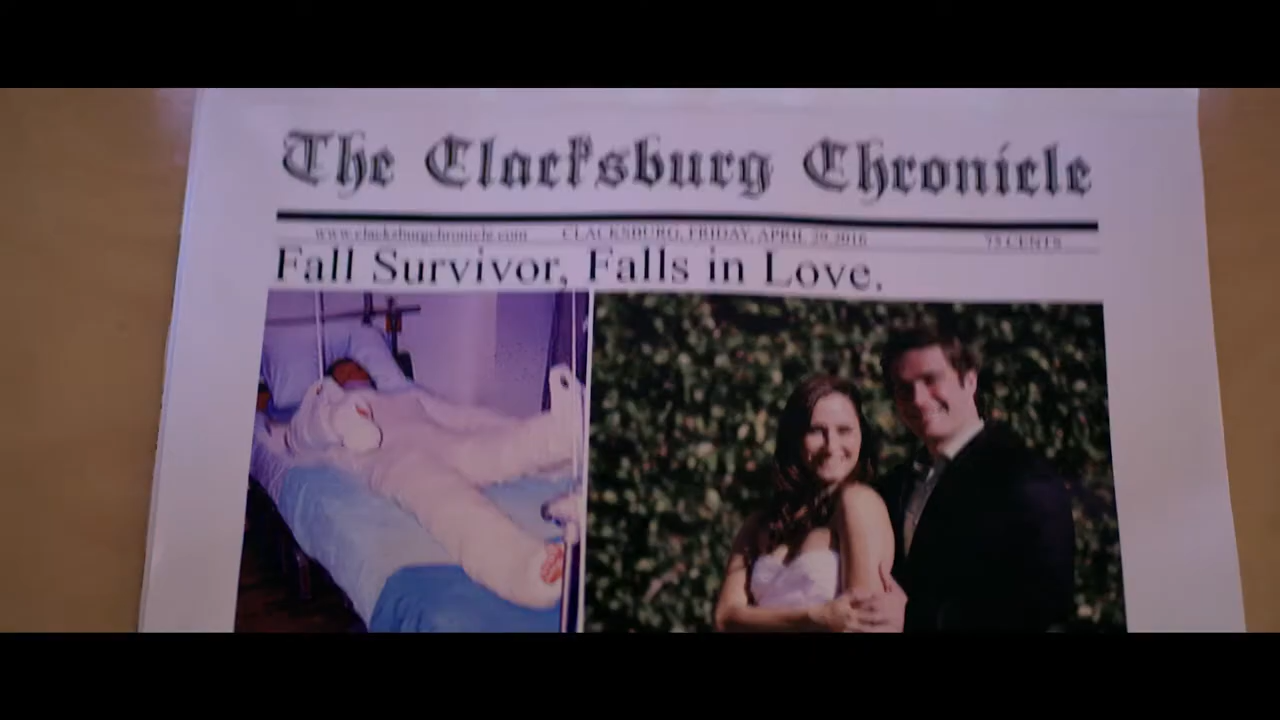 The Clacksburg Chronicle
www.clacksburgchronicle.com CLACKSBURG, FRIDAY, APRIL 29 2016 75 CENTS
Fall Survivor, Falls in Love.